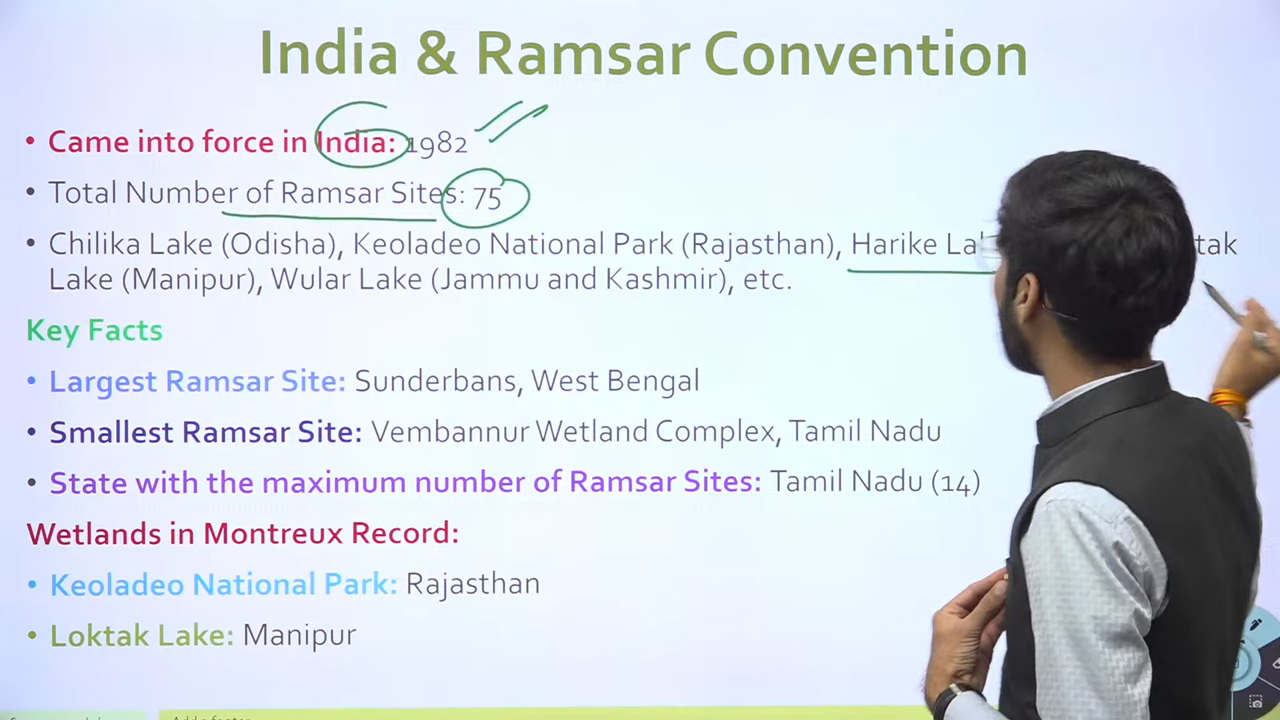 India & Ramsar Convention
• Came into force in India: 1982
• Total Number of Ramsar Sites: 75
• Chilika Lake (Odisha), Keoladeo National Park (Rajasthan), Harike
Lake (Manipur), Wular Lake (Jammu and Kashmir), etc.
Key Facts
• Largest Ramsar Site: Sunderbans, West Bengal
• Smallest Ramsar Site: Vembannur Wetland Complex, Tamil Nadu
• State with the maximum number of Ramsar Sites: Tamil Nadu (14)
Wetlands in Montreux Record:
• Keoladeo National Park: Rajasthan
• Loktak Lake: Manipur